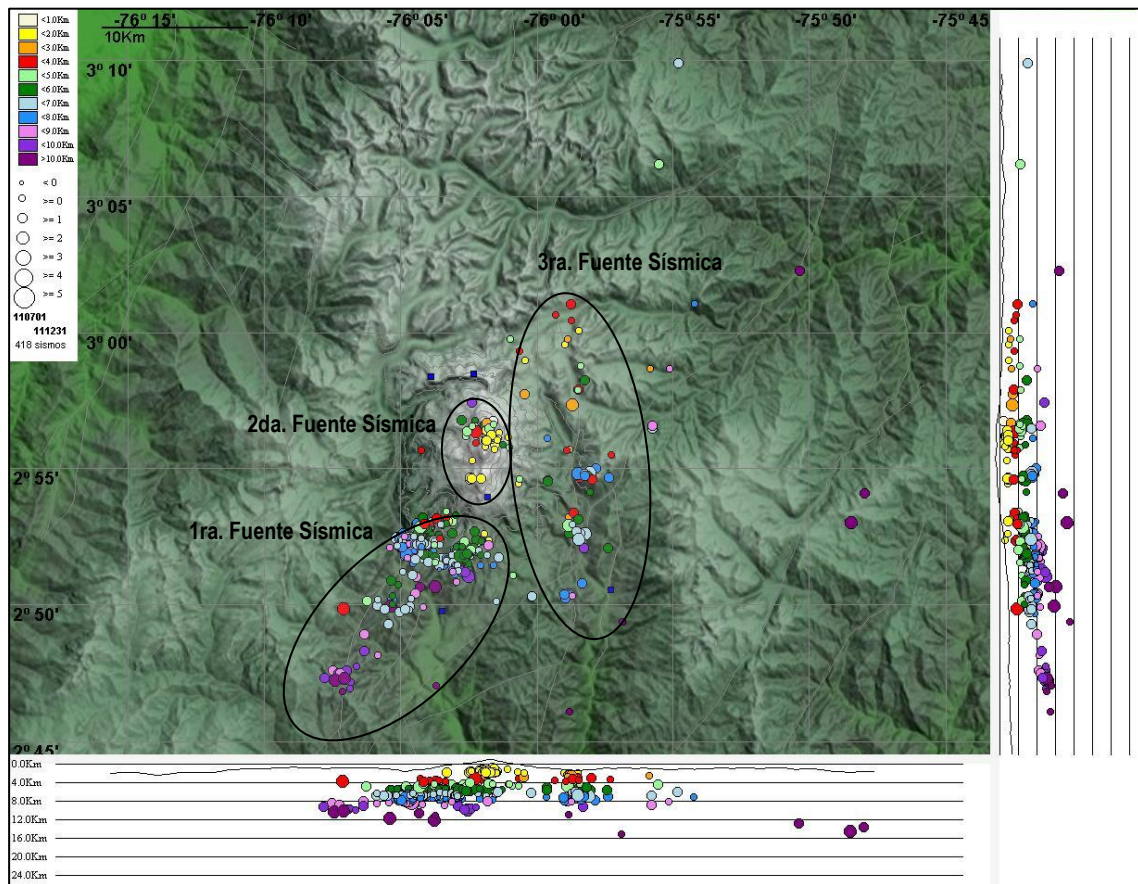 -76º 15'
-76º 10'
-76º 05'
-76º 00'
-75º 55'
-75º 50'
-75º 45'
10Km
<1.0Km
<2.0Km
<3.0Km
<4.0Km
<5.0Km
<6.0Km
<7.0Km
<8.0Km
<9.0Km
<10.0Km
>10.0Km
< 0
>= 0
>= 1
>= 2
>= 3
>= 4
>= 5
110701
111231
418 sismos
3º 10'
3º 05'
3º 00'
2º 55'
2º 50'
2º 45'
3ra. Fuente Sísmica
2da. Fuente Sísmica
1ra. Fuente Sísmica
0.0Km
4.0Km
8.0Km
12.0Km
16.0Km
20.0Km
24.0Km